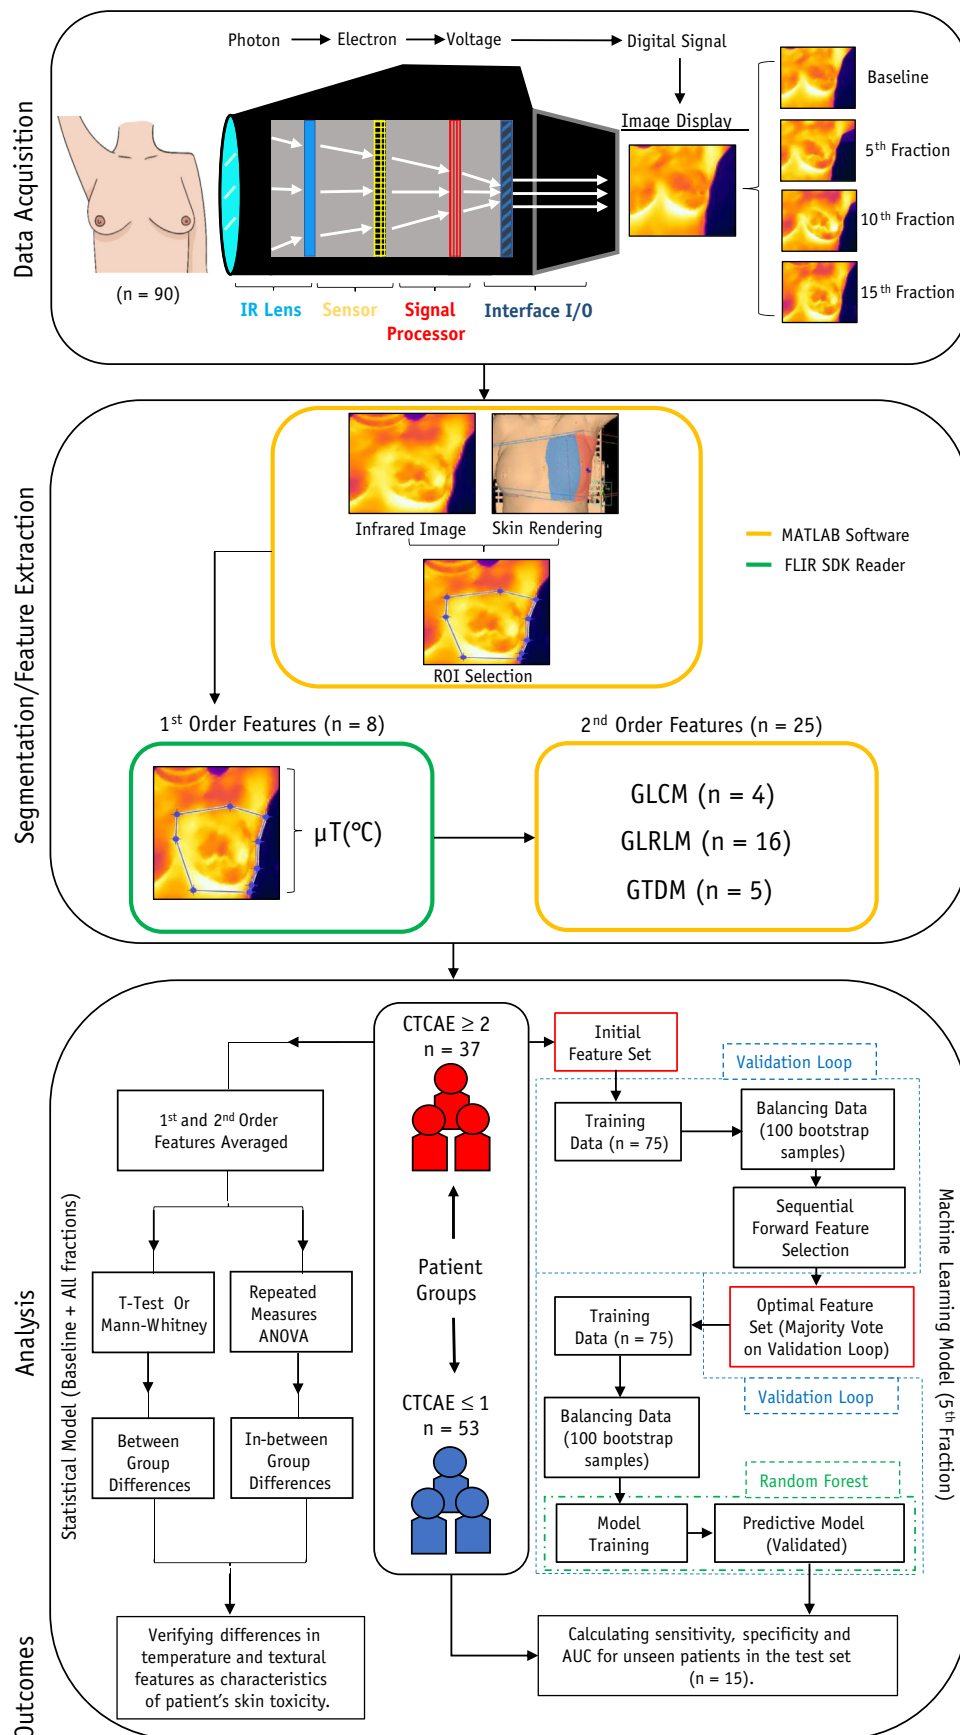 Data Acquisition
Photon
Electron
Voltage
Digital Signal
Image Display
Baseline
5th Fraction
10th Fraction
15th Fraction
(n = 90)
IR Lens
Sensor
Signal
Processor
Interface I/O
Segmentation/Feature Extraction
Infrared Image
Skin Rendering
ROI Selection
MATLAB Software
FLIR SDK Reader
1st Order Features (n = 8)
µT(°C)
2nd Order Features (n = 25)
GLCM (n = 4)
GLRLM (n = 16)
GTDM (n = 5)
Analysis
Statistical Model (Baseline + All fractions)
1st and 2nd Order
Features Averaged
T-Test Or
Mann-Whitney
Repeated
Measures
ANOVA
Between
Group
Differences
In-between
Group
Differences
CTCAE ≥ 2
n = 37
Patient
Groups
CTCAE ≤ 1
n = 53
Initial
Feature Set
Validation Loop
Training
Data (n = 75)
Balancing Data
(100 bootstrap
samples)
Sequential
Forward Feature
Selection
Optimal Feature
Set (Majority Vote
on Validation Loop)
Training
Data (n = 75)
Validation Loop
Balancing Data
(100 bootstrap
samples)
Random Forest
Model
Training
Predictive Model
(Validated)
Machine Learning Model (5th Fraction)
Outcomes
Verifying differences in
temperature and textural
features as characteristics
of patient's skin toxicity.
Calculating sensitivity, specificity and
AUC for unseen patients in the test set
(n = 15).